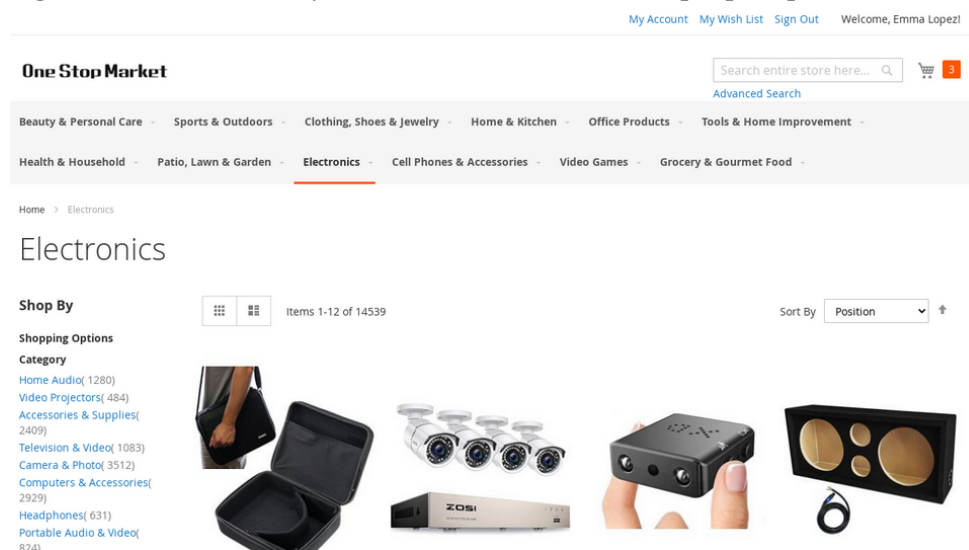 My Account My Wish List Sign Out Welcome, Emma Lopez!
One Stop Market
Search entire store here...
3
Advanced Search
Beauty & Personal Care Sports & Outdoors Clothing, Shoes & Jewelry Home & Kitchen Office Products Tools & Home Improvement
Health & Household Patio, Lawn & Garden Electronics Cell Phones & Accessories Video Games Grocery & Gourmet Food
Home > Electronics
Electronics
Shop By
Items 1-12 of 14539
Sort By Position
Shopping Options
Category
Home Audio( 1280)
Video Projectors( 484)
Accessories & Supplies(
2409)
Television & Video( 1083)
Camera & Photo( 3512)
Computers & Accessories(
2929)
Headphones( 631)
Portable Audio & Video(
824)
ZOSI